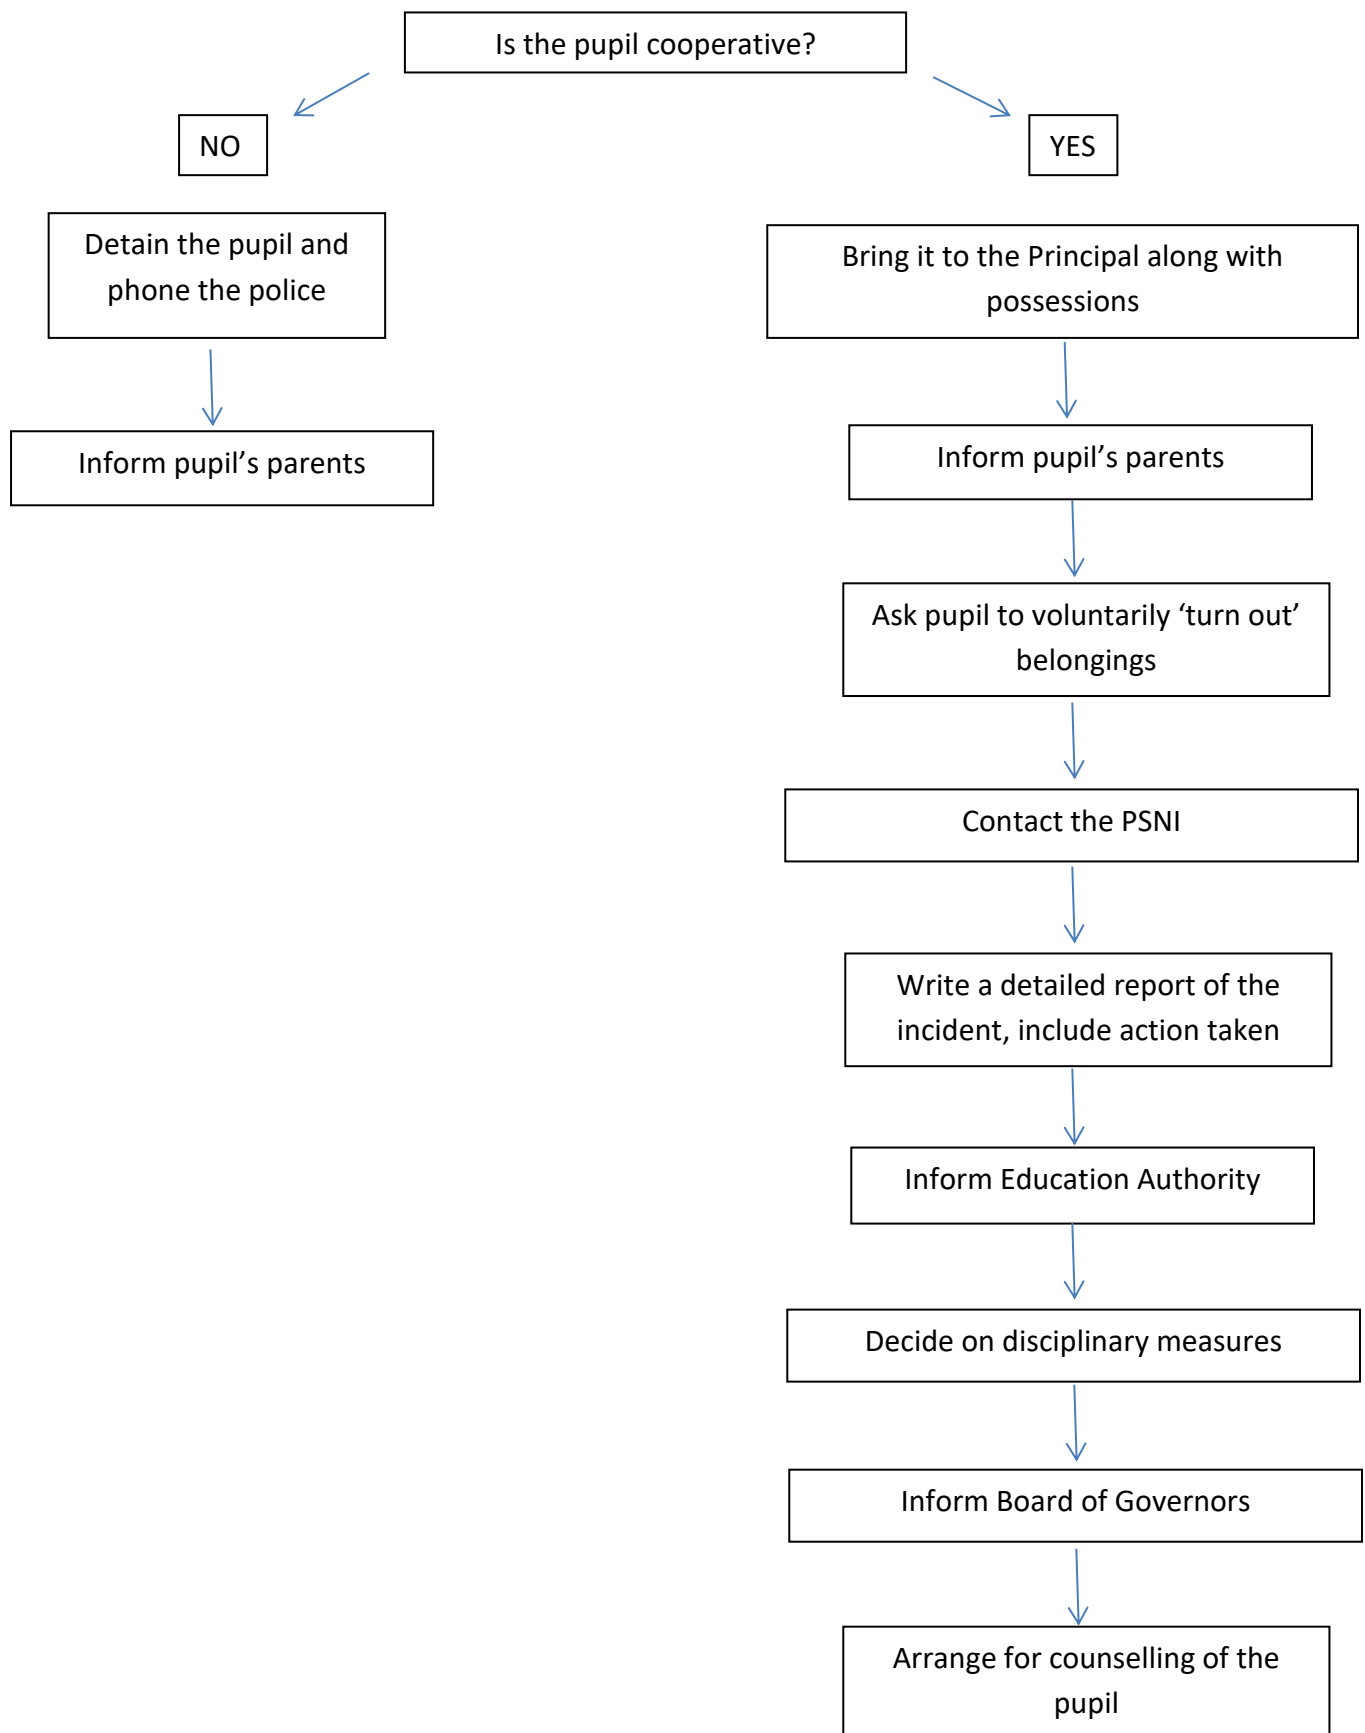 Is the pupil cooperative?
NO
YES
Detain the pupil and
phone the police
Bring it to the Principal along with
possessions
Inform pupil’s parents
Inform pupil’s parents
Ask pupil to voluntarily ‘turn out’
belongings
Contact the PSNI
Write a detailed report of the
incident, include action taken
Inform Education Authority
Decide on disciplinary measures
Inform Board of Governors
Arrange for counselling of the
pupil